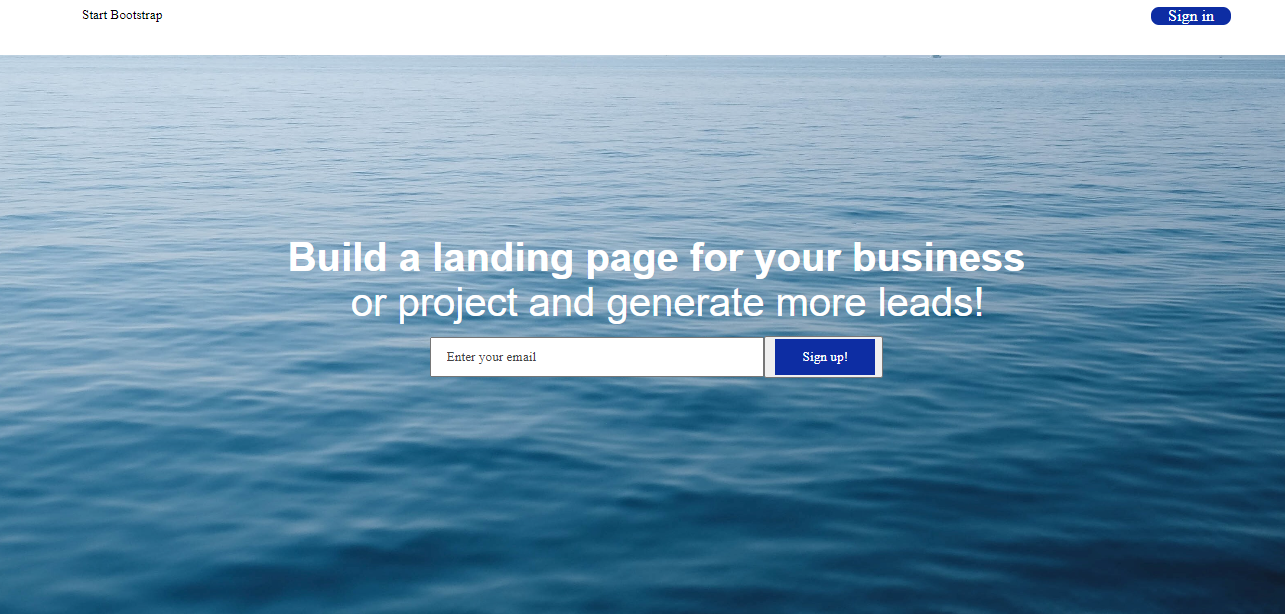 Start Bootstrap
Sign in
Build a landing page for your business
or project and generate more leads!
Enter your email
Sign up!